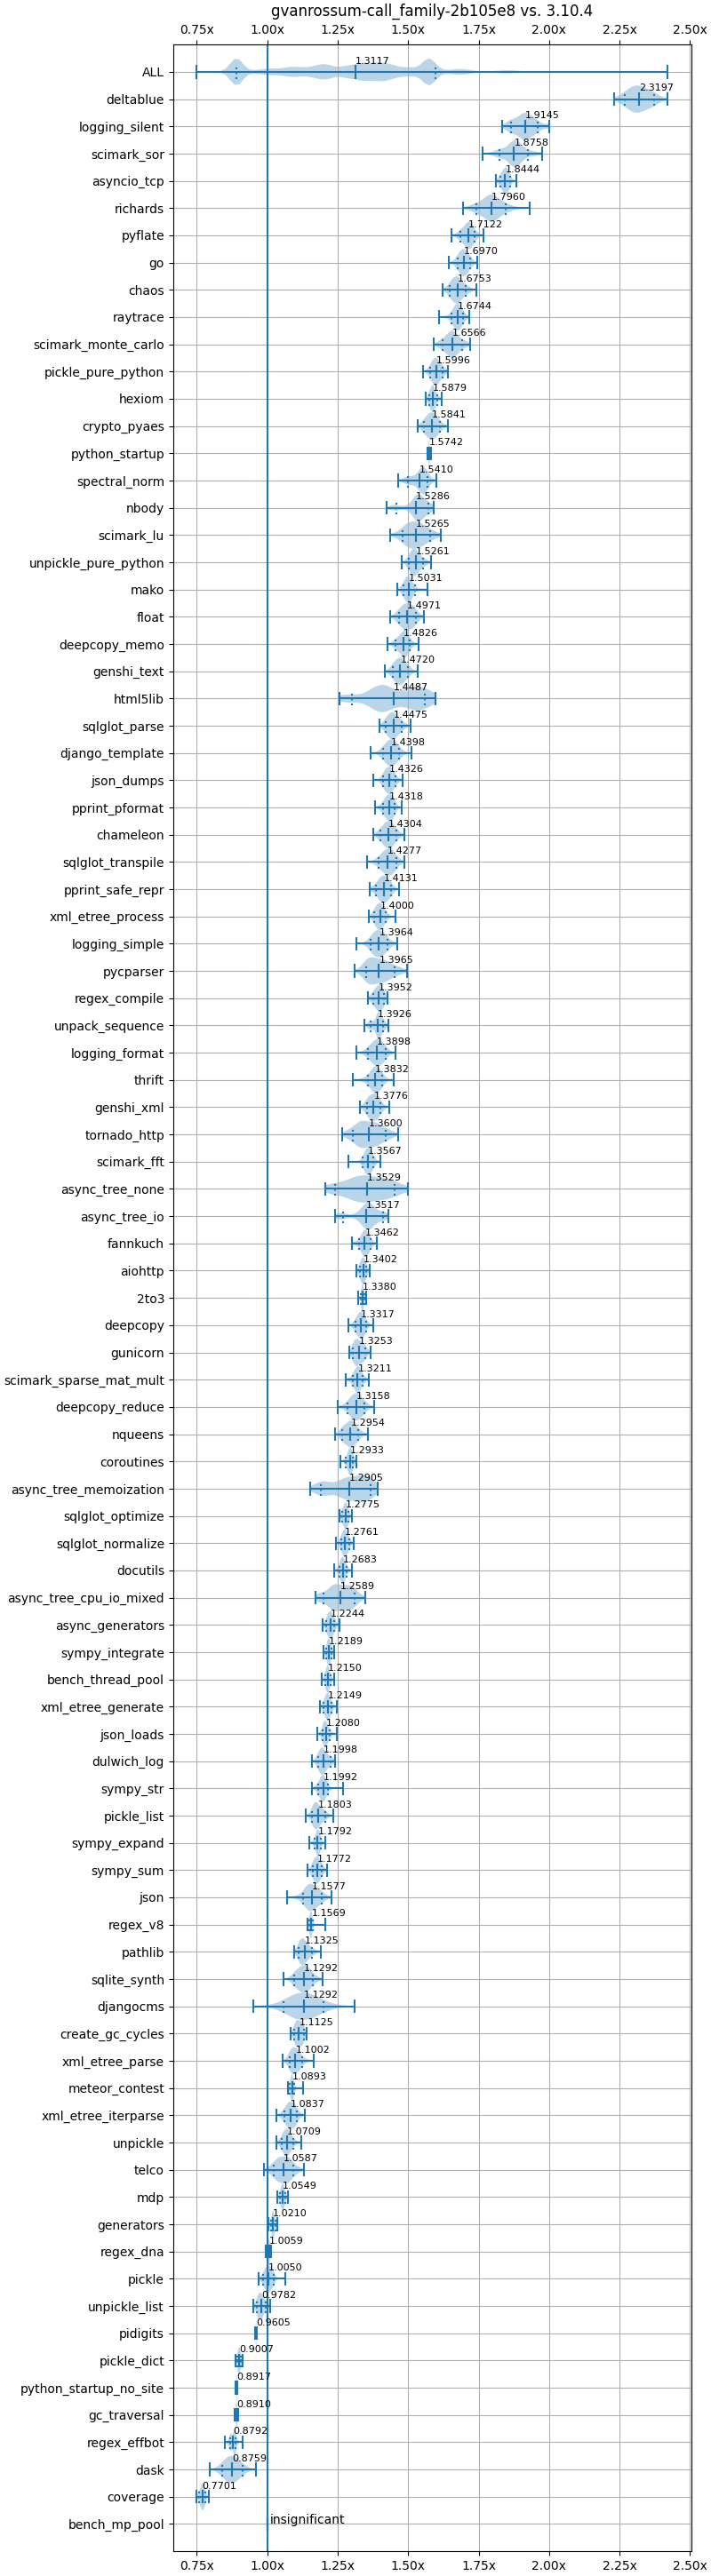 gvanrossum-call_family-2b105e8 vs. 3.10.4
0.75x 1.00x 1.25x 1.50x 1.75x 2.00x 2.25x 2.50x
ALL 1.3117
deltablue 2.3197
logging_silent 1.9145
scimark_sor 1.8758
asyncio_tcp 1.8444
richards 1.7960
pyflate 1.7122
go 1.6970
chaos 1.6753
raytrace 1.6744
scimark_monte_carlo 1.6566
pickle_pure_python 1.5996
hexiom 1.5879
crypto_pyaes 1.5841
python_startup 1.5742
spectral_norm 1.5410
nbody 1.5286
scimark_lu 1.5265
unpickle_pure_python 1.5261
mako 1.5031
float 1.4971
deepcopy_memo 1.4826
genshi_text 1.4720
html5lib 1.4487
sqlglot_parse 1.4475
django_template 1.4398
json_dumps 1.4326
pprint_pformat 1.4318
chameleon 1.4304
sqlglot_transpile 1.4277
pprint_safe_repr 1.4131
xml_etree_process 1.4000
logging_simple 1.3964
pycparser 1.3965
regex_compile 1.3952
unpack_sequence 1.3926
logging_format 1.3898
thrift 1.3832
genshi_xml 1.3776
tornado_http 1.3600
scimark_fft 1.3567
async_tree_none 1.3529
async_tree_io 1.3517
fannkuch 1.3462
aiohttp 1.3402
2to3 1.3380
deepcopy 1.3317
gunicorn 1.3253
scimark_sparse_mat_mult 1.3211
deepcopy_reduce 1.3158
nqueens 1.2954
coroutines 1.2933
async_tree_memoization 1.2905
sqlglot_optimize 1.2775
sqlglot_normalize 1.2761
docutils 1.2683
async_tree_cpu_io_mixed 1.2589
async_generators 1.2244
sympy_integrate 1.2189
bench_thread_pool 1.2150
xml_etree_generate 1.2149
json_loads 1.2080
dulwich_log 1.1998
sympy_str 1.1992
pickle_list 1.1803
sympy_expand 1.1792
sympy_sum 1.1772
json 1.1577
regex_v8 1.1569
pathlib 1.1325
sqlite_synth 1.1292
djangocms 1.1292
create_gc_cycles 1.1125
xml_etree_parse 1.1002
meteor_contest 1.0893
xml_etree_iterparse 1.0837
unpickle 1.0709
telco 1.0587
mdp 1.0549
generators 1.0210
regex_dna 1.0059
pickle 1.0050
unpickle_list 0.9782
pidigits 0.9605
pickle_dict 0.9007
python_startup_no_site 0.8917
gc_traversal 0.8910
regex_effbot 0.8792
dask 0.8759
coverage 0.7701
bench_mp_pool insignificant
0.75x 1.00x 1.25x 1.50x 1.75x 2.00x 2.25x 2.50x